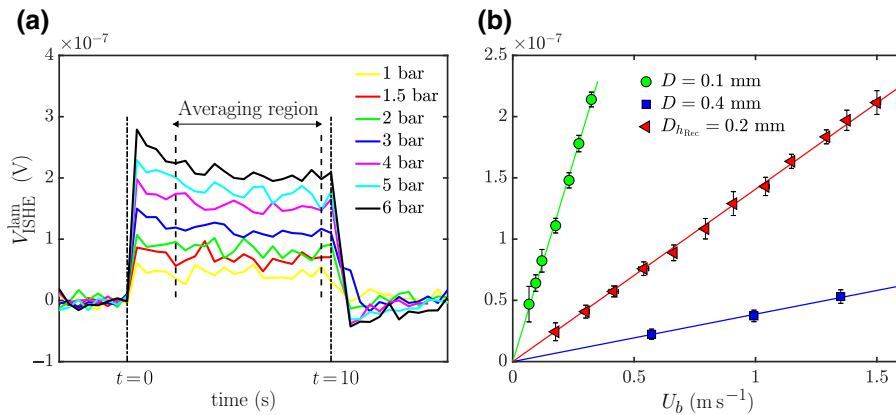 (a)
×10⁻⁷
4
3
2
1
0
−1
V_ISHE^lam (V)
Averaging region
1 bar
1.5 bar
2 bar
3 bar
4 bar
5 bar
6 bar
t=0
t=10
time (s)
(b)
×10⁻⁷
2.5
2
1.5
1
0.5
0
D = 0.1 mm
D = 0.4 mm
D_h_Rec = 0.2 mm
0 0.5 1 1.5
U_b (m s⁻¹)